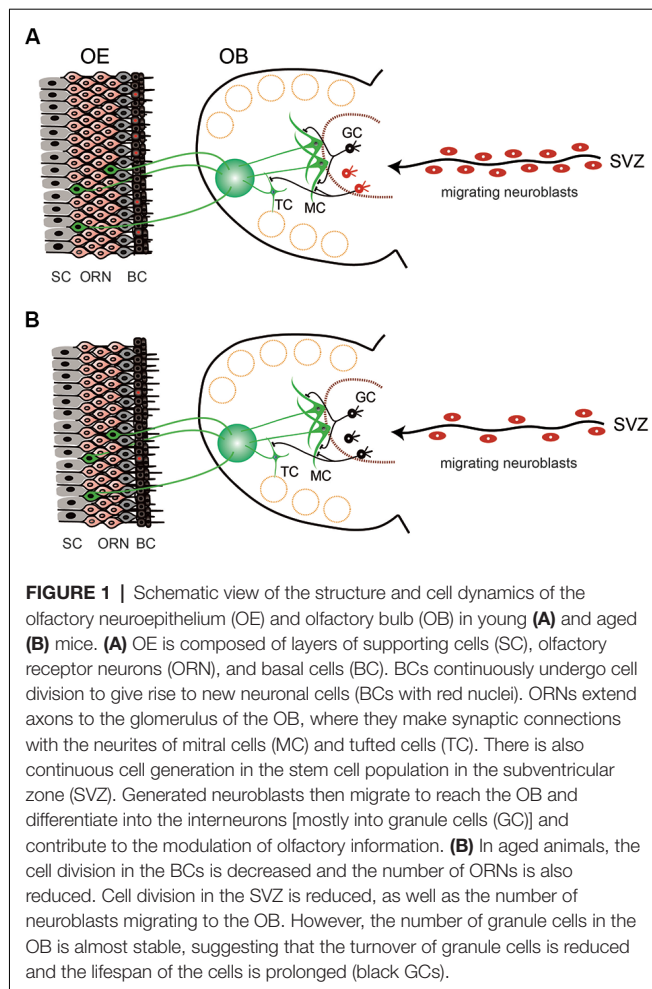 A
OE
OB
GC
SVZ
migrating neuroblasts
TC
MC
SC ORN BC
B
GC
SVZ
migrating neuroblasts
TC
MC
SC ORN BC
FIGURE 1 | Schematic view of the structure and cell dynamics of the
olfactory neuroepithelium (OE) and olfactory bulb (OB) in young (A) and aged
(B) mice. (A) OE is composed of layers of supporting cells (SC), olfactory
receptor neurons (ORN), and basal cells (BC). BCs continuously undergo cell
division to give rise to new neuronal cells (BCs with red nuclei). ORNs extend
axons to the glomerulus of the OB, where they make synaptic connections
with the neurites of mitral cells (MC) and tufted cells (TC). There is also
continuous cell generation in the stem cell population in the subventricular
zone (SVZ). Generated neuroblasts then migrate to reach the OB and
differentiate into the interneurons [mostly into granule cells (GC)] and
contribute to the modulation of olfactory information. (B) In aged animals, the
cell division in the BCs is decreased and the number of ORNs is also
reduced. Cell division in the SVZ is reduced, as well as the number of
neuroblasts migrating to the OB. However, the number of granule cells in the
OB is almost stable, suggesting that the turnover of granule cells is reduced
and the lifespan of the cells is prolonged (black GCs).